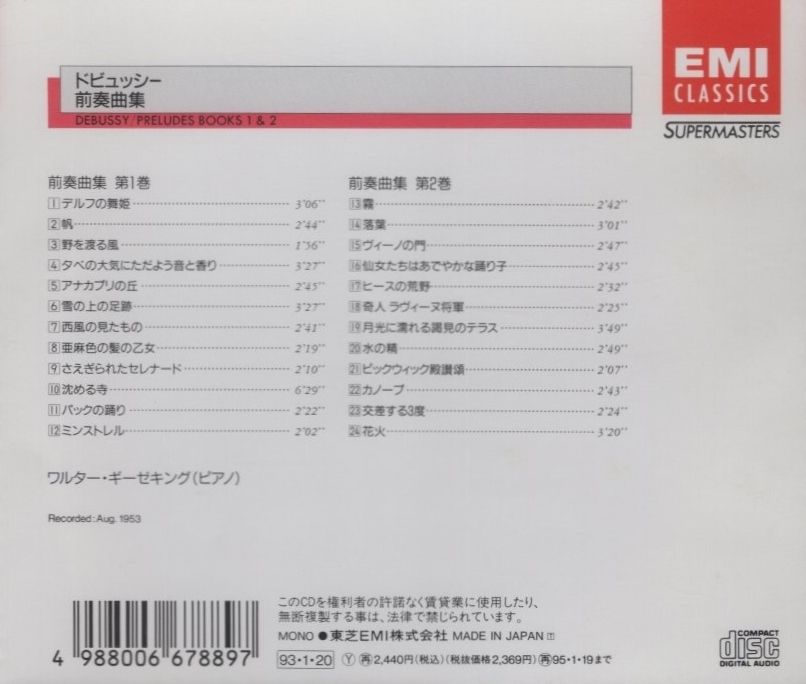 EMI
CLASSICS
SUPERMASTERS
ドビュッシー
前奏曲集
DEBUSSY/PRELUDES BOOKS 1 & 2
前奏曲集 第1巻
1 デルフの舞姫 3'06''
2 帆 2'44''
3 野を渡る風 1'56''
4 夕べの大気にただよう音と香り 3'27''
5 アナカプリの丘 2'45''
6 雪の上の足跡 3'27''
7 西風の見たもの 2'41''
8 亜麻色の髪の乙女 2'19''
9 さえぎられたセレナード 2'10''
10 沈める寺 6'29''
11 パックの踊り 2'22''
12 ミンストレル 2'02''
前奏曲集 第2巻
13 霧 2'42''
14 落葉 3'01''
15 ヴィーノの門 2'47''
16 仙女たちはあでやかな踊り子 2'45''
17 ヒースの荒野 2'32''
18 奇人 ラヴィーヌ将軍 2'25''
19 月光に濡れる謁見のテラス 3'49''
20 水の精 2'49''
21 ピックウィック殿讃頌 2'07''
22 カノープ 2'43''
23 交差する3度 2'24''
24 花火 3'20''
ワルター・ギーゼキング(ピアノ)
Recorded: Aug. 1953
4 988006 678897
このCDを権利者の許諾なく賃貸業に使用したり、
無断複製する事は、法律で禁じられています。
MONO ●東芝EMI株式会社 MADE IN JAPAN
93・1・20 Ⓨ 再 2,440円(税込)(税抜価格2,369円) 再 95・1・19まで
COMPACT
disc
DIGITAL AUDIO